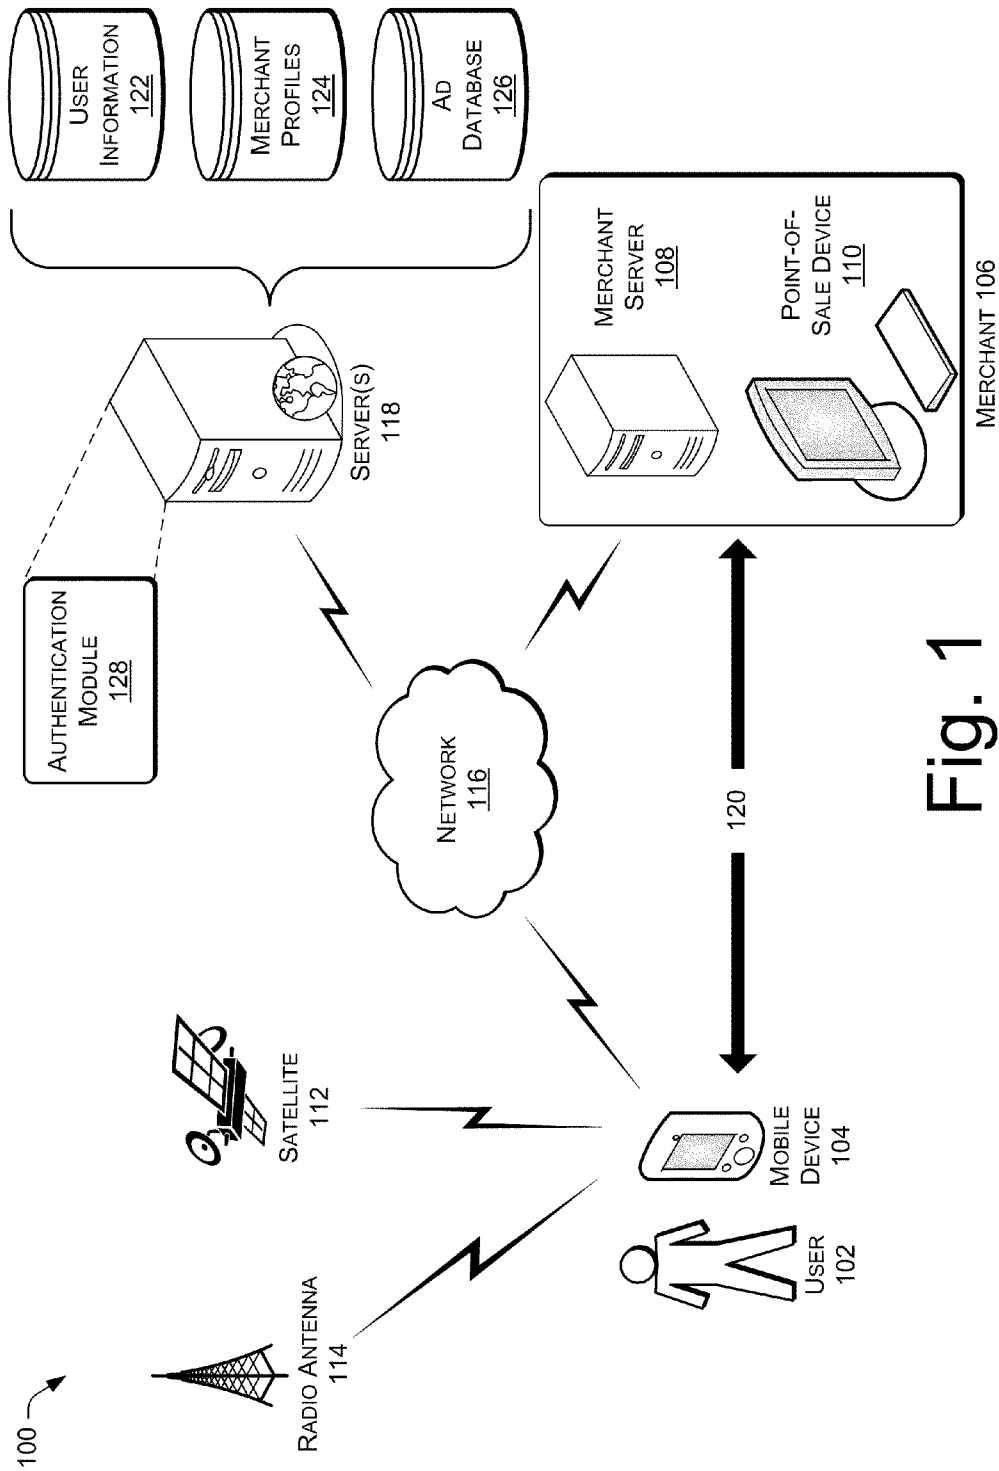 100
RADIO ANTENNA
114
SATELLITE
112
AUTHENTICATION
MODULE
128
SERVER(S)
118
USER
INFORMATION
122
MERCHANT
PROFILES
124
AD
DATABASE
126
NETWORK
116
USER
102
MOBILE
DEVICE
104
120
MERCHANT
SERVER
108
POINT-OF-
SALE DEVICE
110
MERCHANT 106
Fig. 1